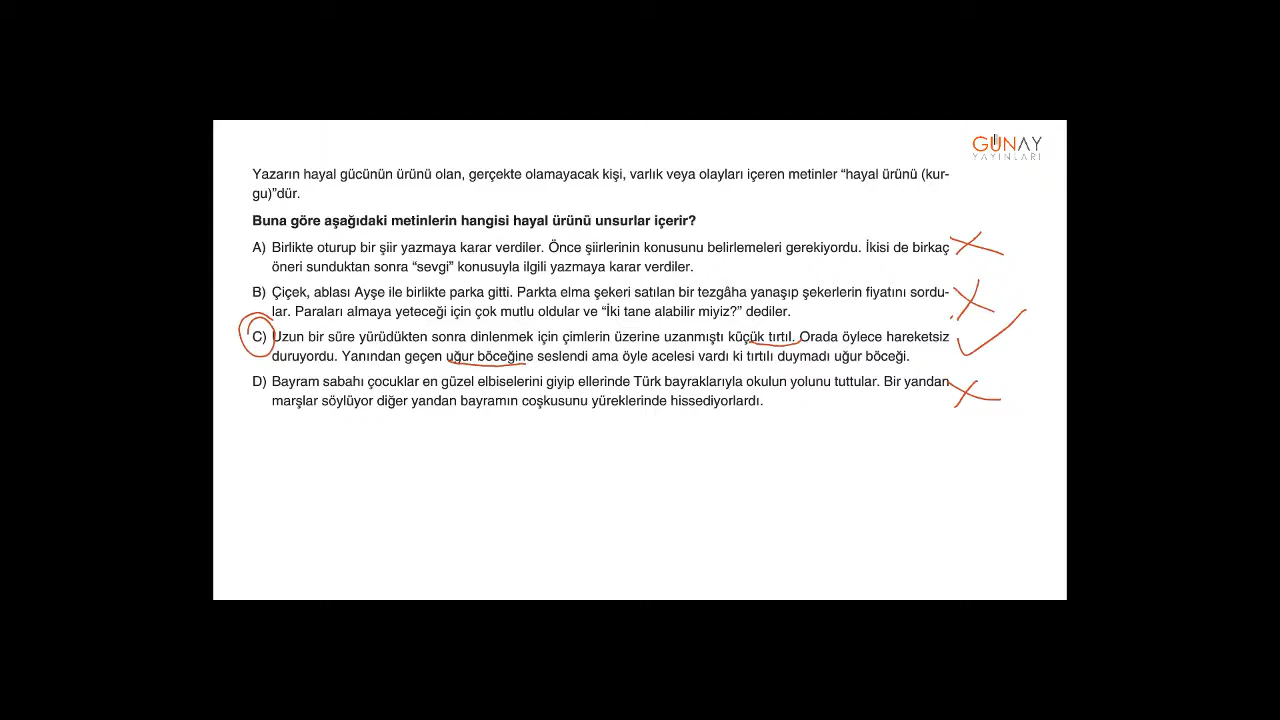 GÜNAY
YAYINLARI
Yazarın hayal gücünün ürünü olan, gerçekte olamayacak kişi, varlık veya olayları içeren metinler “hayal ürünü (kur-
gu)”dür.
Buna göre aşağıdaki metinlerin hangisi hayal ürünü unsurlar içerir?
A) Birlikte oturup bir şiir yazmaya karar verdiler. Önce şiirlerinin konusunu belirlemeleri gerekiyordu. İkisi de birkaç
öneri sunduktan sonra “sevgi” konusuyla ilgili yazmaya karar verdiler.
B) Çiçek, ablası Ayşe ile birlikte parka gitti. Parkta elma şekeri satılan bir tezgâha yanaşıp şekerlerin fiyatını sordu-
lar. Paraları almaya yeteceği için çok mutlu oldular ve “İki tane alabilir miyiz?” dediler.
C) Uzun bir süre yürüdükten sonra dinlenmek için çimlerin üzerine uzanmıştı küçük tırtıl. Orada öylece hareketsiz
duruyordu. Yanından geçen uğur böceğine seslendi ama öyle acelesi vardı ki tırtılı duymadı uğur böceği.
D) Bayram sabahı çocuklar en güzel elbiselerini giyip ellerinde Türk bayraklarıyla okulun yolunu tuttular. Bir yandan
marşlar söylüyor diğer yandan bayramın coşkusunu yüreklerinde hissediyorlardı.